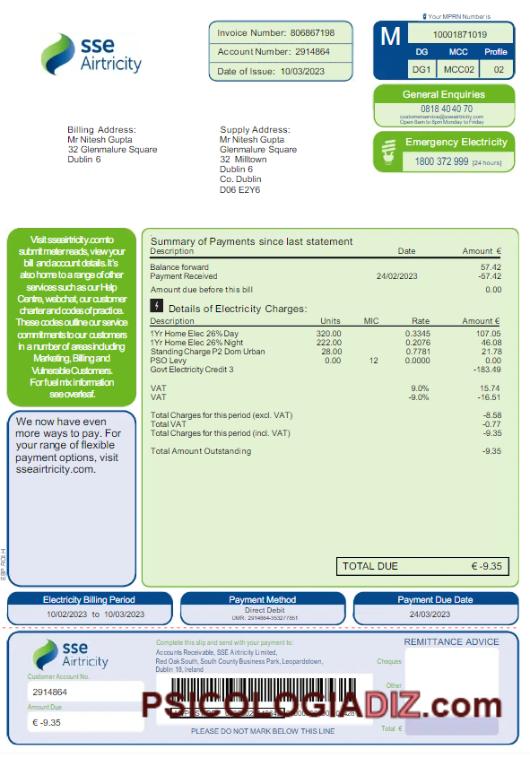 Your MPRN Number is
sse
Airtricity
Invoice Number: 806867198
Account Number: 2914864
Date of Issue: 10/03/2023
M
10001871019
DG MCC Profile
DG1 MCC02 02
General Enquiries
0818 40 40 70
customerservice@sseairtricity.com
Open 8am to 8pm Monday to Friday
Emergency Electricity
1800 372 999 [24 hours]
Billing Address:
Mr Nitesh Gupta
32 Glenmalure Square
Dublin 6
Supply Address:
Mr Nitesh Gupta
Glenmalure Square
32 Milltown
Dublin 6
Co. Dublin
D06 E2Y6
Visit sseairtricity.com to
submit meter reads, view your
bill and account details. It's
also home to a range of other
services such as our Help
Centre, webchat, our customer
charter and codes of practice.
These codes outline our service
commitments to our customers
in a number of areas including
Marketing, Billing and
Vulnerable Customers.
For fuel mix information
see overleaf.
We now have even
more ways to pay. For
your range of flexible
payment options, visit
sseairtricity.com.
Summary of Payments since last statement
Description Date Amount €
Balance forward 57.42
Payment Received 24/02/2023 -57.42
Amount due before this bill 0.00
Details of Electricity Charges:
Description Units MIC Rate Amount €
1Yr Home Elec 26% Day 320.00 0.3345 107.05
1Yr Home Elec 26% Night 222.00 0.2076 46.08
Standing Charge P2 Dom Urban 28.00 0.7781 21.78
PSO Levy 0.00 12 0.0000 0.00
Govt Electricity Credit 3 -183.49
VAT 9.0% 15.74
VAT -9.0% -16.51
Total Charges for this period (excl. VAT) -8.58
Total VAT -0.77
Total Charges for this period (incl. VAT) -9.35
Total Amount Outstanding -9.35
TOTAL DUE € -9.35
Electricity Billing Period
10/02/2023 to 10/03/2023
Payment Method
Direct Debit
UMR: 2914864-353277851
Payment Due Date
24/03/2023
sse
Airtricity
Customer Account No.
2914864
Amount Due
€ -9.35
Complete this slip and send with your payment to:
Accounts Receivable, SSE Airtricity Limited,
Red Oak South, South County Business Park, Leopardstown,
Dublin 18, Ireland
PLEASE DO NOT MARK BELOW THIS LINE
REMITTANCE ADVICE
Cheques
Other
Total €
PSICOLOGIADIZ.com